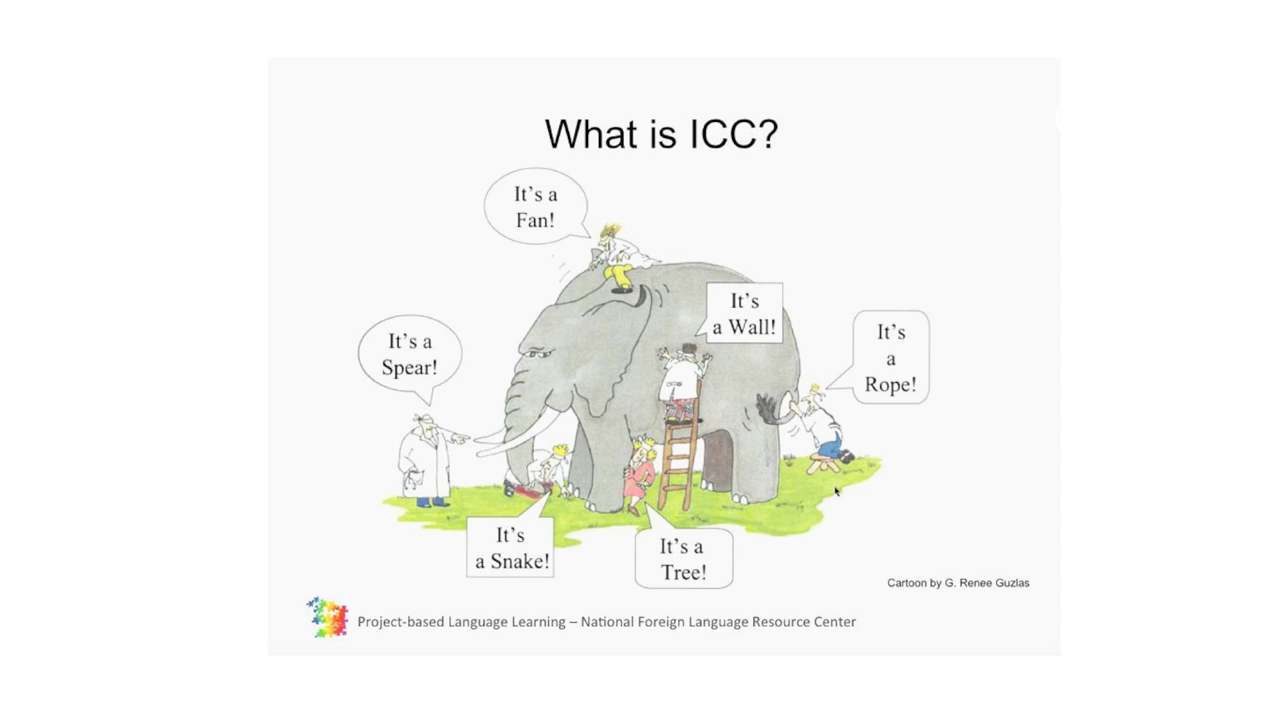 What is ICC?
It's a
Fan!
It's
a Wall!
It's a
Spear!
It's
a
Rope!
It's
a Snake!
It's a
Tree!
Cartoon by G. Renee Guzlas
Project-based Language Learning – National Foreign Language Resource Center